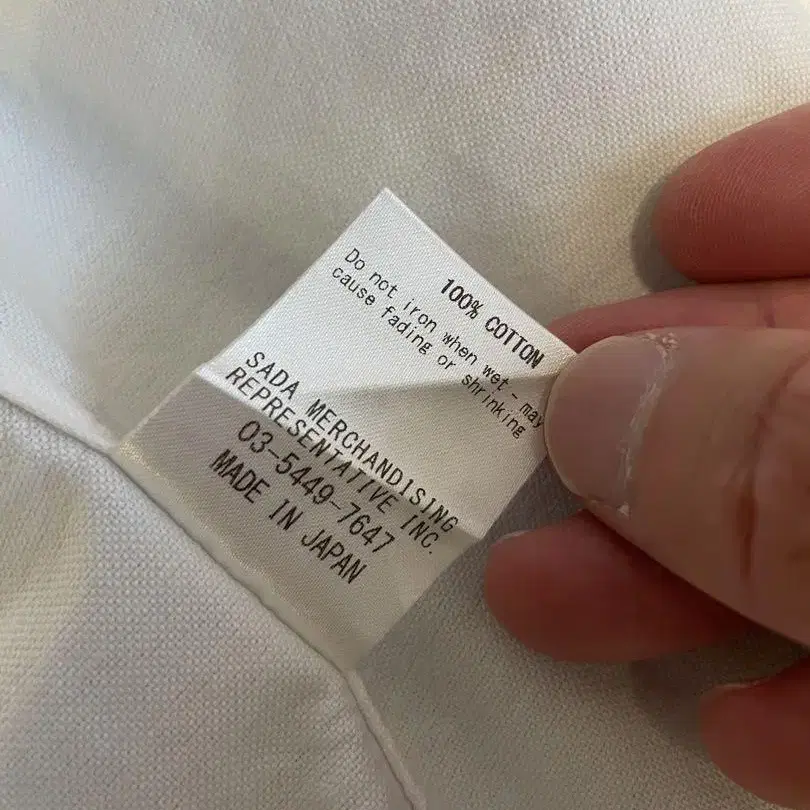 100% COTTON
Do not iron when wet - may
cause fading or shrinking
SADA MERCHANDISING
REPRESENTATIVE INC.
03-5449-7647
MADE IN JAPAN